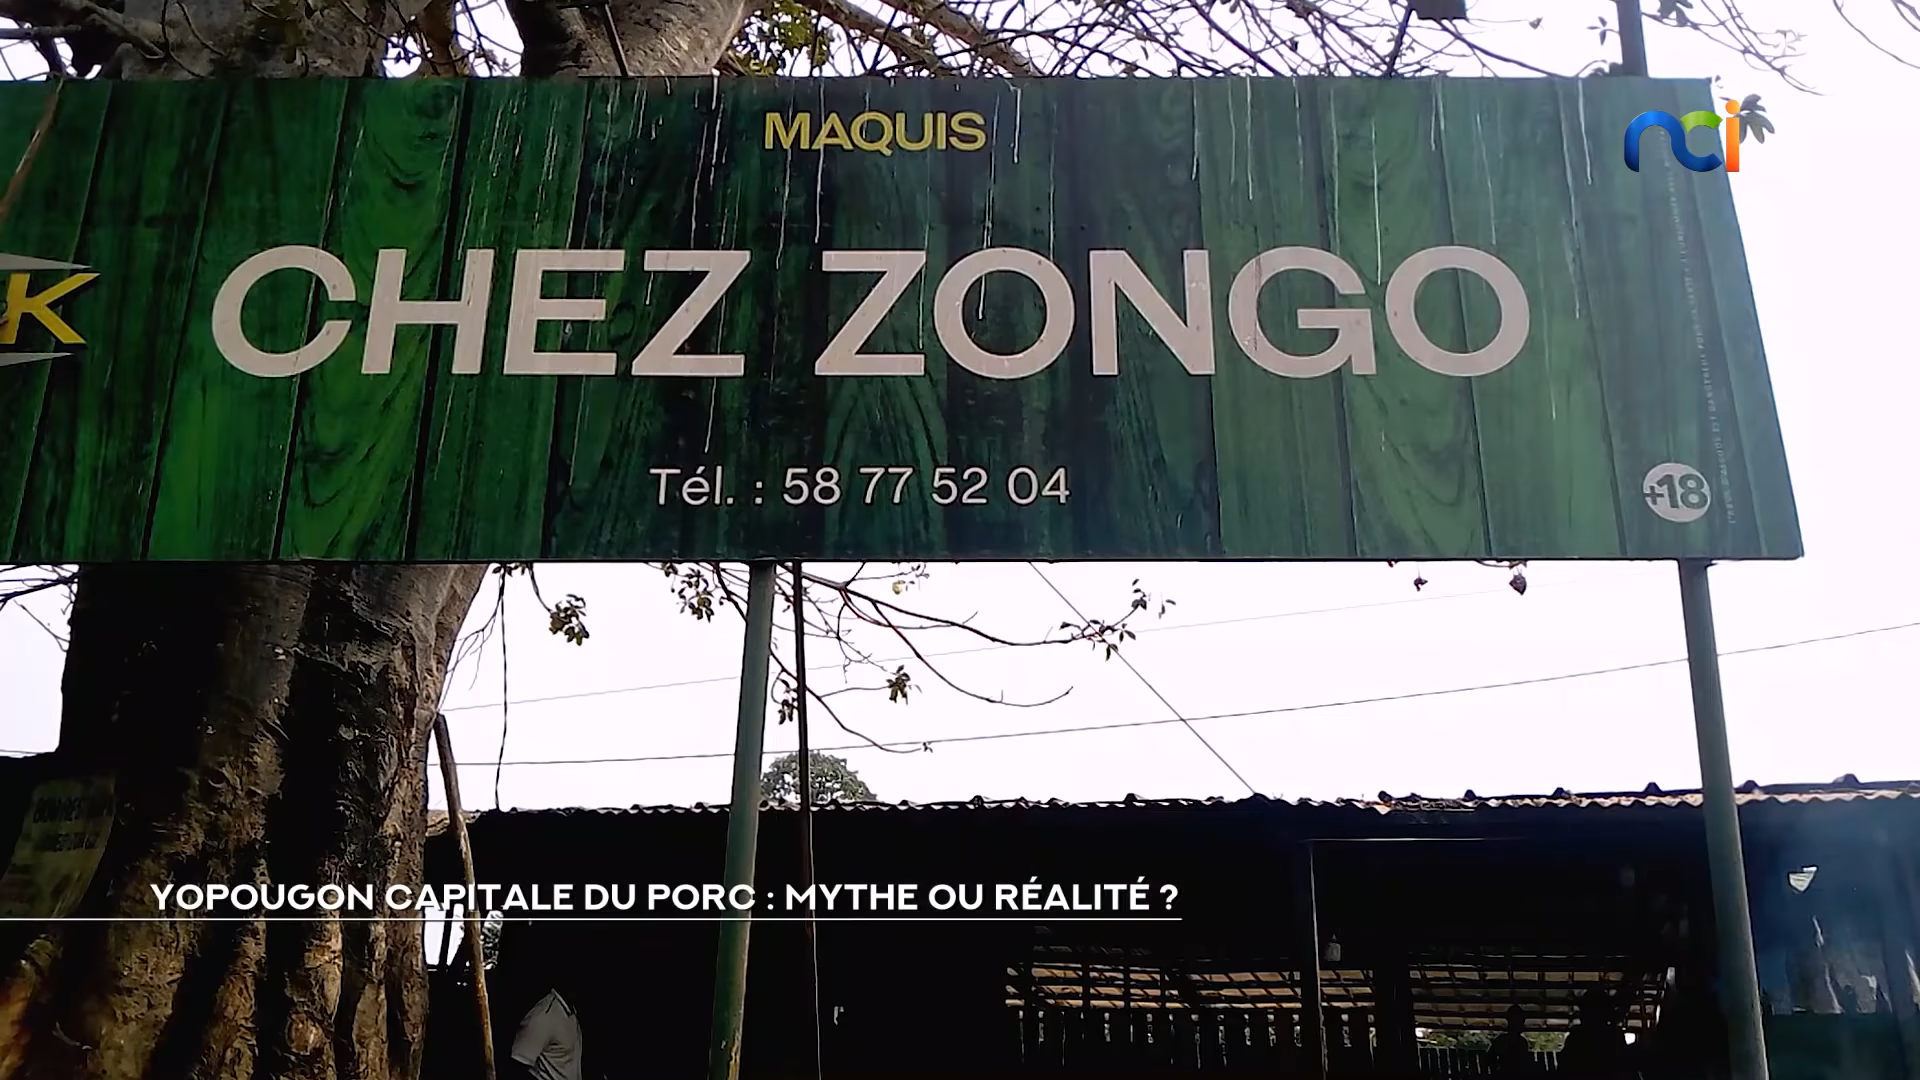 MAQUIS
nci
K
CHEZ ZONGO
Tél. : 58 77 52 04
+18
YOPOUGON CAPITALE DU PORC : MYTHE OU RÉALITÉ ?